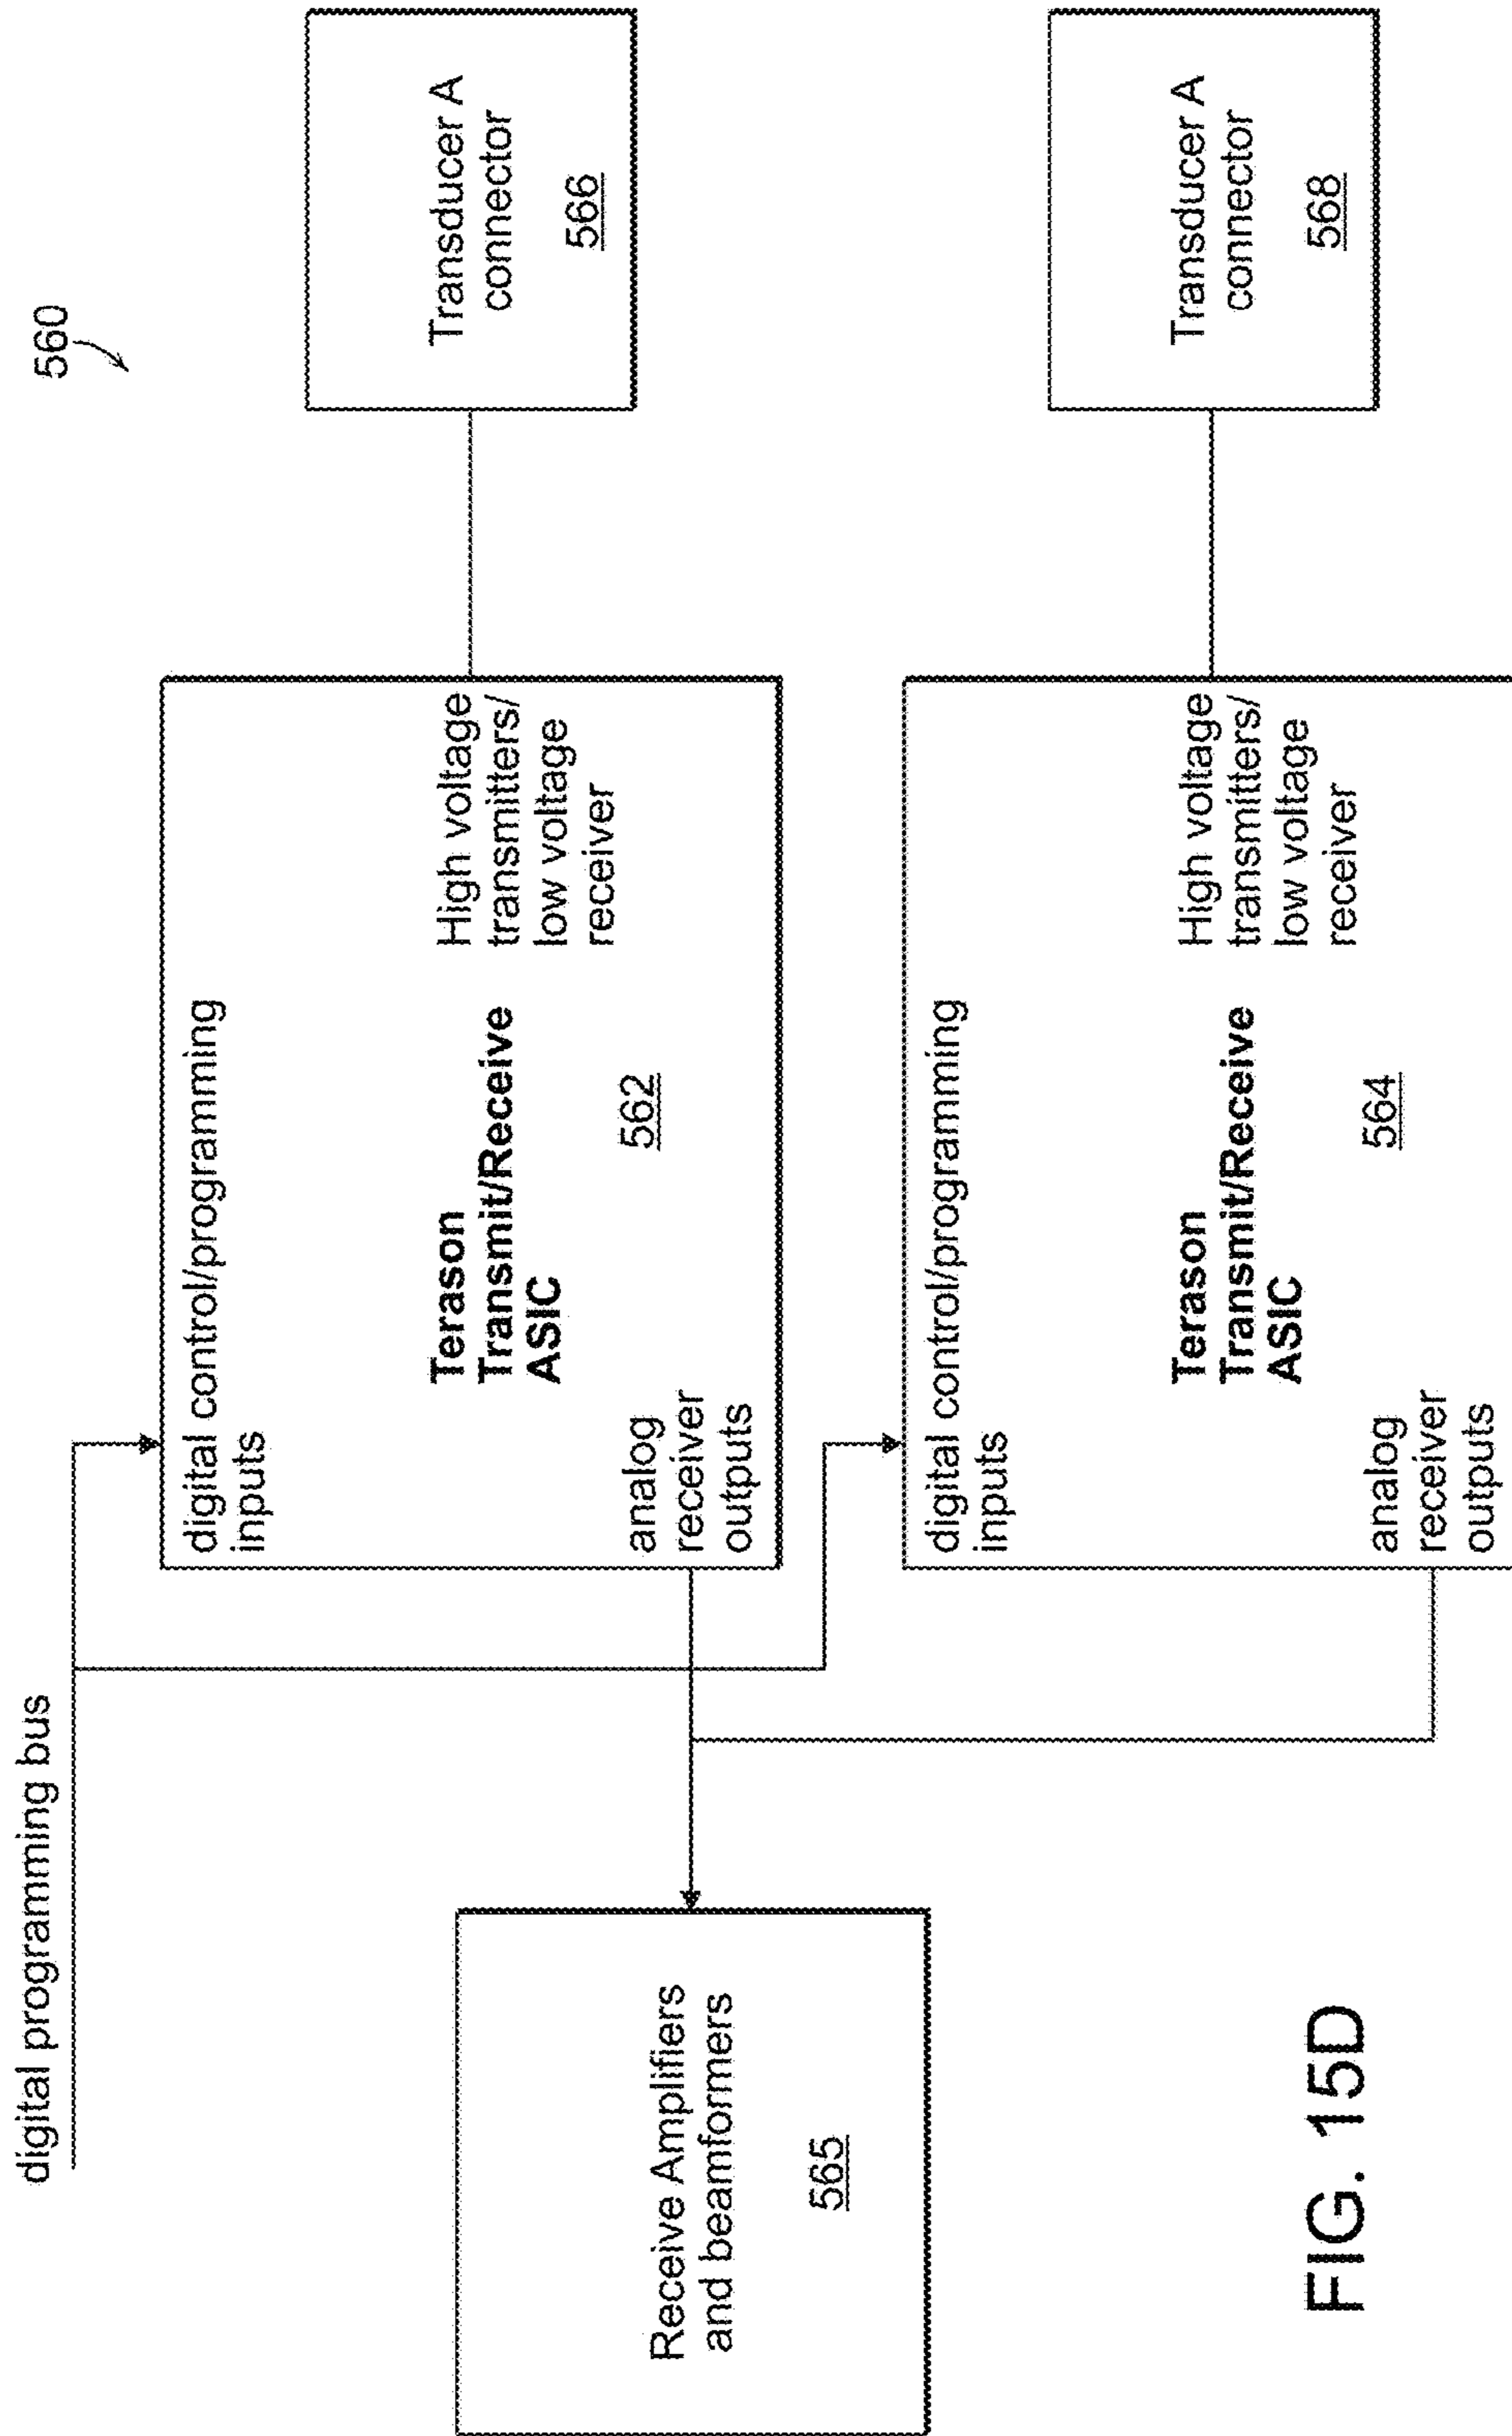 560
digital programming bus
digital control/programming
inputs
Terason
Transmit/Receive
ASIC
562
High voltage
transmitters/
low voltage
receiver
analog
receiver
outputs
Transducer A
connector
566
Receive Amplifiers
and beamformers
565
digital control/programming
inputs
Terason
Transmit/Receive
ASIC
564
High voltage
transmitters/
low voltage
receiver
analog
receiver
outputs
Transducer A
connector
568
FIG. 15D